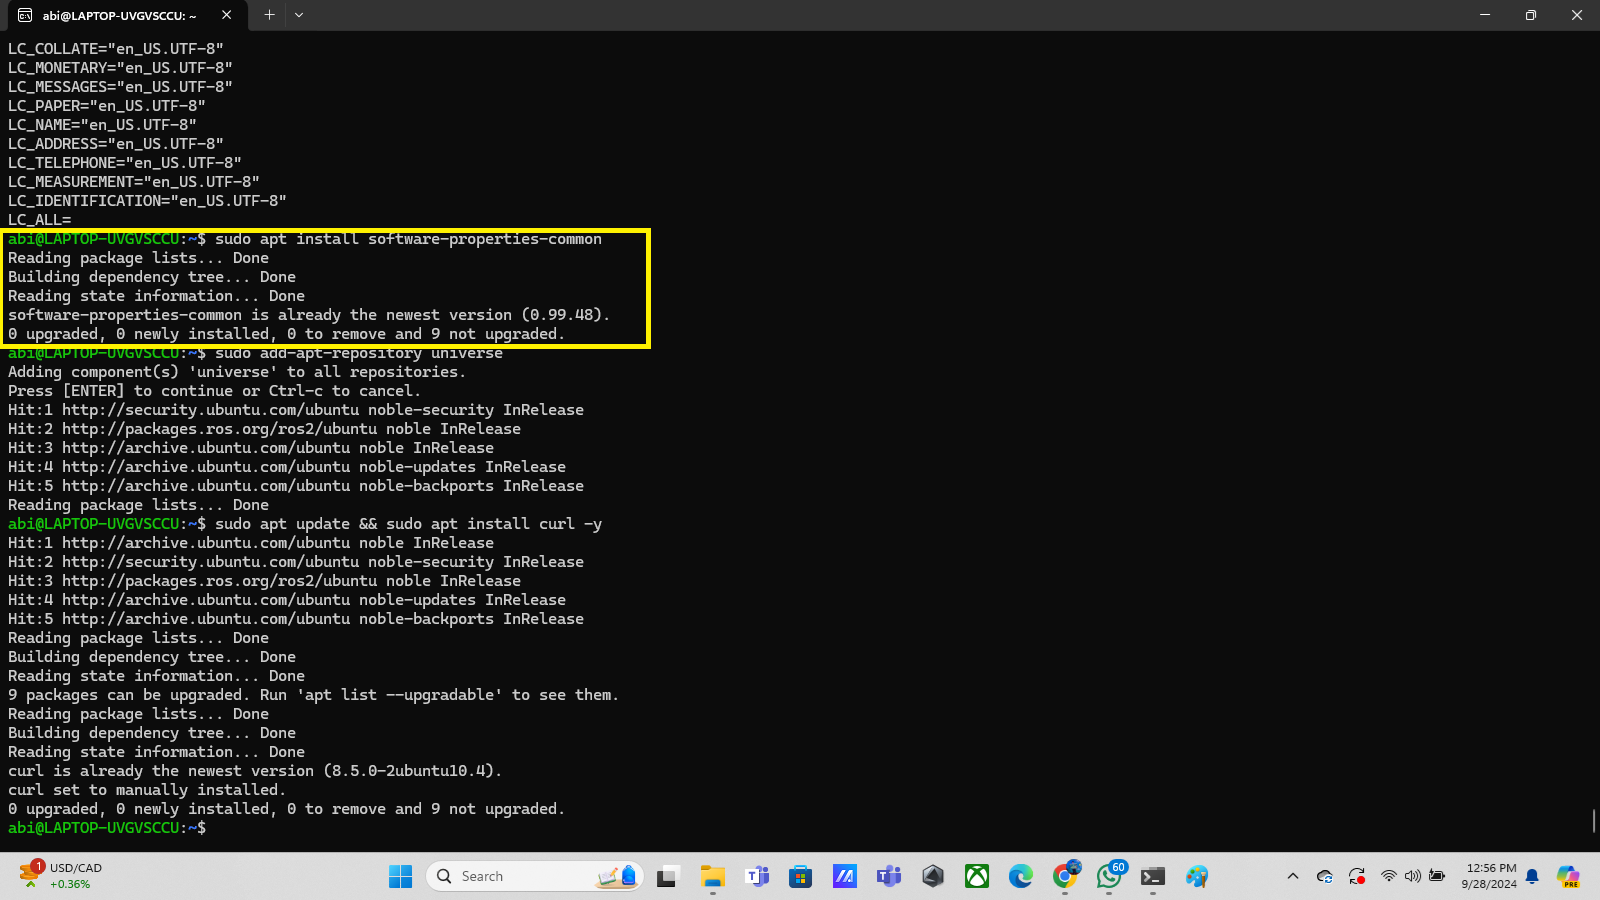 abi@LAPTOP-UVGVSCCU: ~
LC_COLLATE="en_US.UTF-8"
LC_MONETARY="en_US.UTF-8"
LC_MESSAGES="en_US.UTF-8"
LC_PAPER="en_US.UTF-8"
LC_NAME="en_US.UTF-8"
LC_ADDRESS="en_US.UTF-8"
LC_TELEPHONE="en_US.UTF-8"
LC_MEASUREMENT="en_US.UTF-8"
LC_IDENTIFICATION="en_US.UTF-8"
LC_ALL=
abi@LAPTOP-UVGVSCCU:~$ sudo apt install software-properties-common
Reading package lists... Done
Building dependency tree... Done
Reading state information... Done
software-properties-common is already the newest version (0.99.48).
0 upgraded, 0 newly installed, 0 to remove and 9 not upgraded.
abi@LAPTOP-UVGVSCCU:~$ sudo add-apt-repository universe
Adding component(s) 'universe' to all repositories.
Press [ENTER] to continue or Ctrl-c to cancel.
Hit:1 http://security.ubuntu.com/ubuntu noble-security InRelease
Hit:2 http://packages.ros.org/ros2/ubuntu noble InRelease
Hit:3 http://archive.ubuntu.com/ubuntu noble InRelease
Hit:4 http://archive.ubuntu.com/ubuntu noble-updates InRelease
Hit:5 http://archive.ubuntu.com/ubuntu noble-backports InRelease
Reading package lists... Done
abi@LAPTOP-UVGVSCCU:~$ sudo apt update && sudo apt install curl -y
Hit:1 http://archive.ubuntu.com/ubuntu noble InRelease
Hit:2 http://security.ubuntu.com/ubuntu noble-security InRelease
Hit:3 http://packages.ros.org/ros2/ubuntu noble InRelease
Hit:4 http://archive.ubuntu.com/ubuntu noble-updates InRelease
Hit:5 http://archive.ubuntu.com/ubuntu noble-backports InRelease
Reading package lists... Done
Building dependency tree... Done
Reading state information... Done
9 packages can be upgraded. Run 'apt list --upgradable' to see them.
Reading package lists... Done
Building dependency tree... Done
Reading state information... Done
curl is already the newest version (8.5.0-2ubuntu10.4).
curl set to manually installed.
0 upgraded, 0 newly installed, 0 to remove and 9 not upgraded.
abi@LAPTOP-UVGVSCCU:~$
1
USD/CAD
+0.36%
Search
60
12:56 PM
9/28/2024
PRE